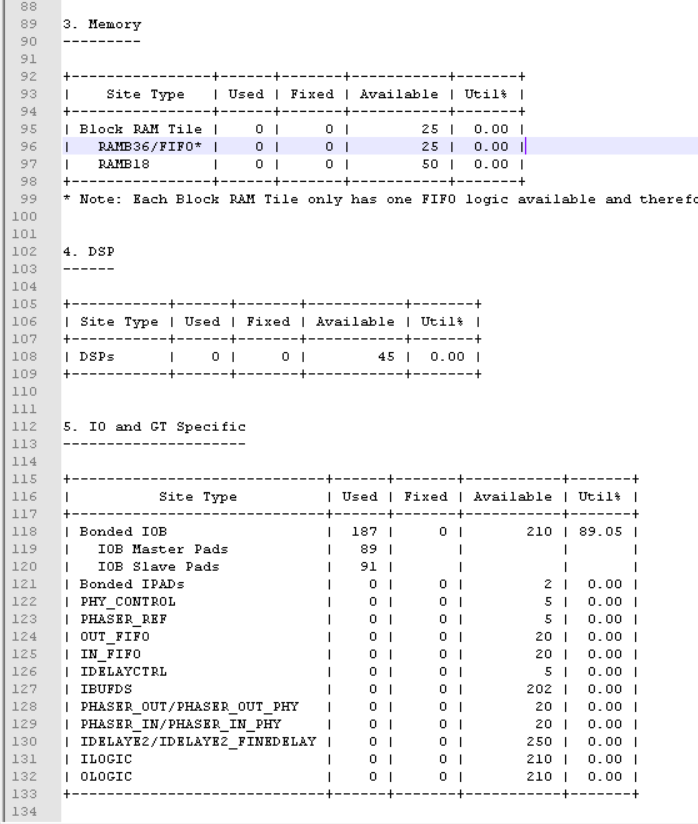 88
89 3. Memory
90 ---------
91
92 +----------------+------+-------+-----------+-------+
93 |    Site Type   | Used | Fixed | Available | Util% |
94 +----------------+------+-------+-----------+-------+
95 | Block RAM Tile |    0 |     0 |        25 |  0.00 |
96 |   RAMB36/FIFO* |    0 |     0 |        25 |  0.00 |
97 |   RAMB18       |    0 |     0 |        50 |  0.00 |
98 +----------------+------+-------+-----------+-------+
99 * Note: Each Block RAM Tile only has one FIFO logic available and therefo
100
101
102 4. DSP
103 ------
104
105 +-----------+------+-------+-----------+-------+
106 | Site Type | Used | Fixed | Available | Util% |
107 +-----------+------+-------+-----------+-------+
108 | DSPs      |    0 |     0 |        45 |  0.00 |
109 +-----------+------+-------+-----------+-------+
110
111
112 5. IO and GT Specific
113 ---------------------
114
115 +-----------------------------+------+-------+-----------+-------+
116 |          Site Type          | Used | Fixed | Available | Util% |
117 +-----------------------------+------+-------+-----------+-------+
118 | Bonded IOB                  |  187 |     0 |       210 | 89.05 |
119 |   IOB Master Pads           |   89 |       |           |       |
120 |   IOB Slave Pads            |   91 |       |           |       |
121 | Bonded IPADs                |    0 |     0 |         2 |  0.00 |
122 | PHY_CONTROL                 |    0 |     0 |         5 |  0.00 |
123 | PHASER_REF                  |    0 |     0 |         5 |  0.00 |
124 | OUT_FIFO                    |    0 |     0 |        20 |  0.00 |
125 | IN_FIFO                     |    0 |     0 |        20 |  0.00 |
126 | IDELAYCTRL                  |    0 |     0 |         5 |  0.00 |
127 | IBUFDS                      |    0 |     0 |       202 |  0.00 |
128 | PHASER_OUT/PHASER_OUT_PHY   |    0 |     0 |        20 |  0.00 |
129 | PHASER_IN/PHASER_IN_PHY     |    0 |     0 |        20 |  0.00 |
130 | IDELAYE2/IDELAYE2_FINEDELAY |    0 |     0 |       250 |  0.00 |
131 | ILOGIC                      |    0 |     0 |       210 |  0.00 |
132 | OLOGIC                      |    0 |     0 |       210 |  0.00 |
133 +-----------------------------+------+-------+-----------+-------+
134